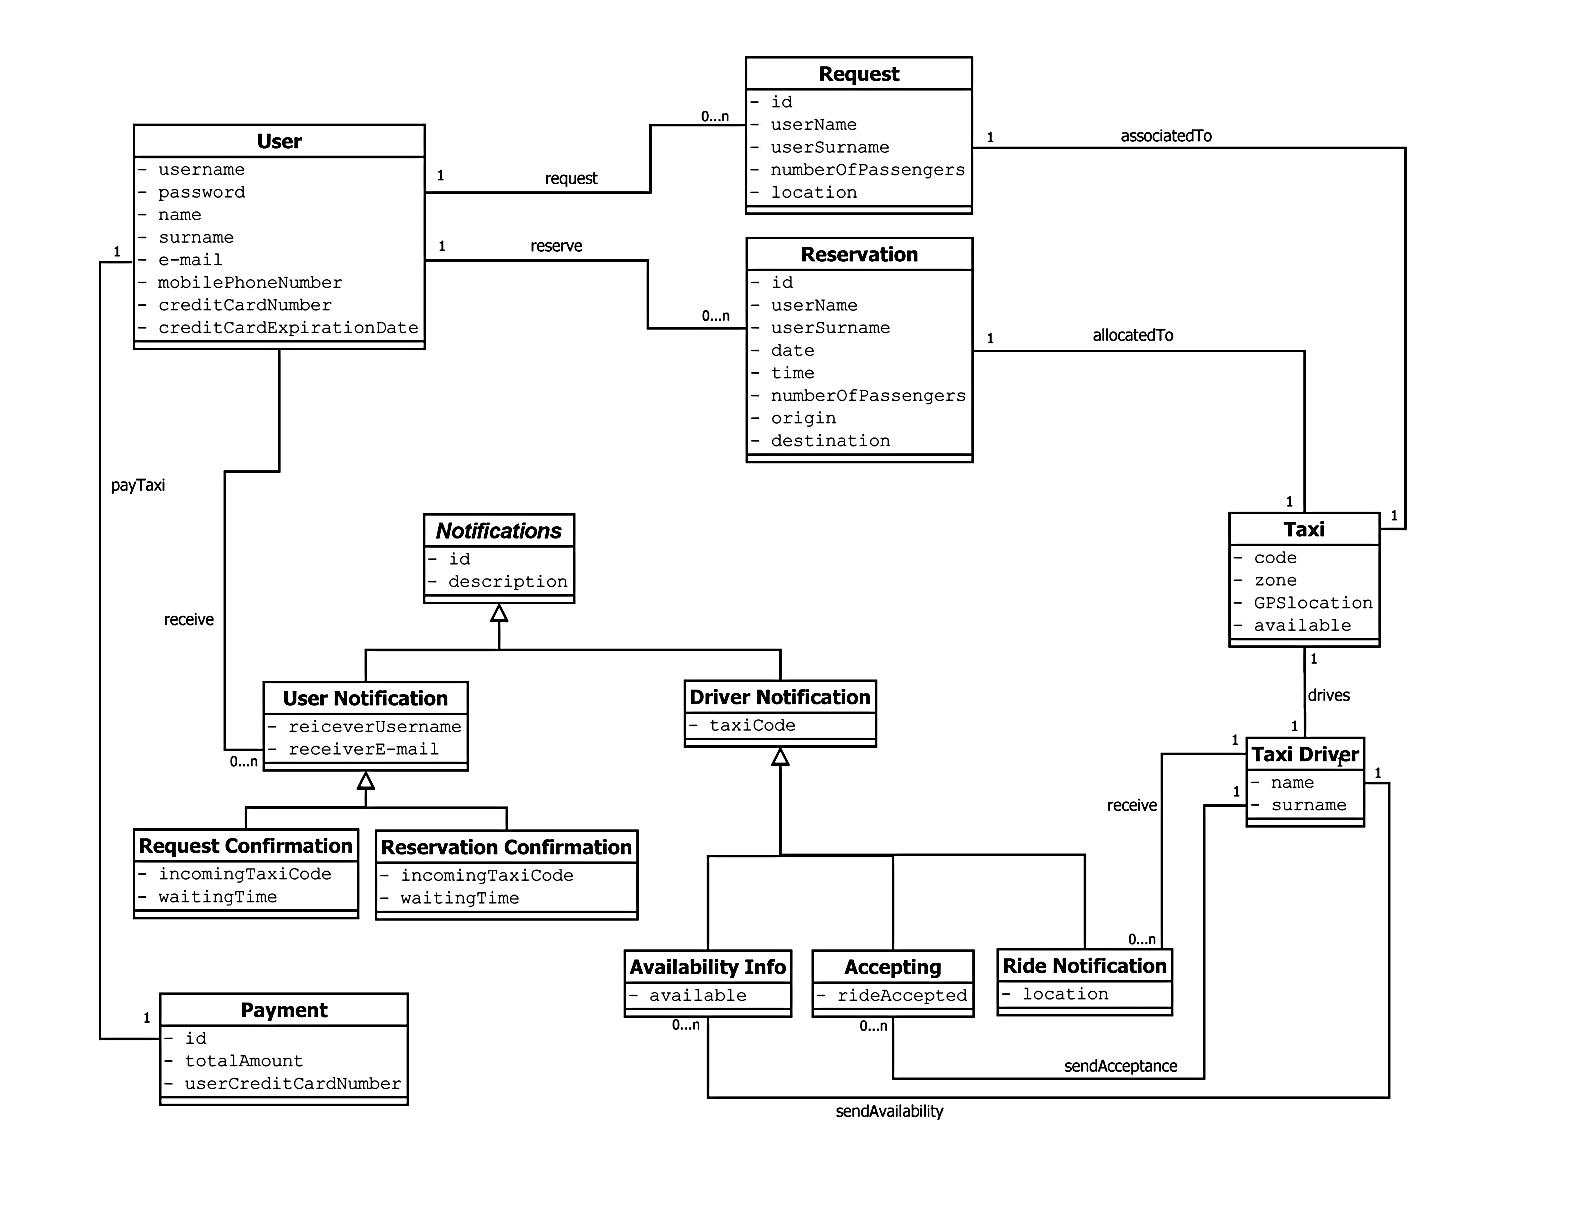 Request
- id
- userName
- userSurname
- numberOfPassengers
- location
0...n
1
associatedTo
User
- username
- password
- name
- surname
- e-mail
- mobilePhoneNumber
- creditCardNumber
- creditCardExpirationDate
1
request
1
reserve
0...n
1
Reservation
- id
- userName
- userSurname
- date
- time
- numberOfPassengers
- origin
- destination
1
allocatedTo
payTaxi
1
1
Notifications
- id
- description
Taxi
- code
- zone
- GPSlocation
- available
receive
1
drives
1
User Notification
- reiceverUsername
- receiverE-mail
0...n
Driver Notification
- taxiCode
1
Taxi Driver
1
- name
- surname
1
1
receive
Request Confirmation
- incomingTaxiCode
- waitingTime
Reservation Confirmation
- incomingTaxiCode
- waitingTime
0...n
Availability Info
- available
0...n
Accepting
- rideAccepted
0...n
Ride Notification
- location
1
Payment
- id
- totalAmount
- userCreditCardNumber
sendAcceptance
sendAvailability